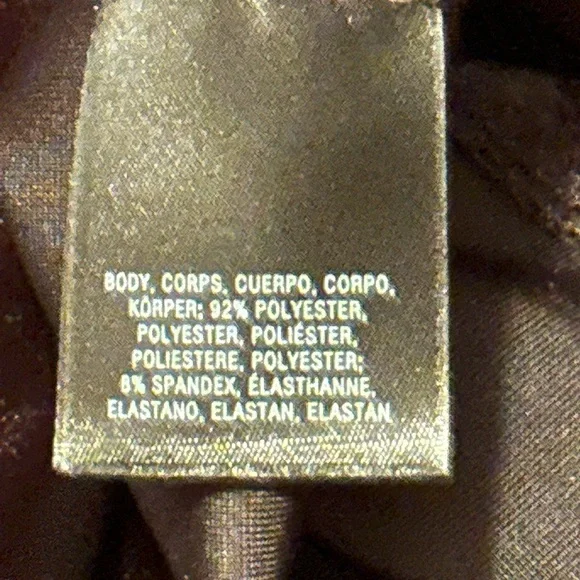 BODY, CORPS, CUERPO, CORPO,
KÖRPER: 92% POLYESTER,
POLYESTER, POLIÉSTER,
POLIESTERE, POLYESTER;
8% SPANDEX, ÉLASTHANNE,
ELASTANO, ELASTAN, ELASTAN